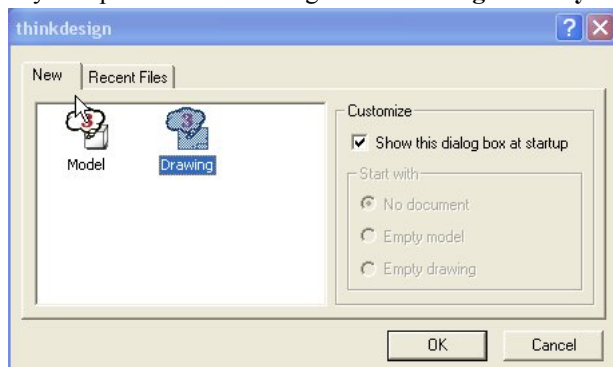 thinkdesign
New
Recent Files
Model
Drawing
Customize
Show this dialog box at startup
Start with
No document
Empty model
Empty drawing
OK
Cancel